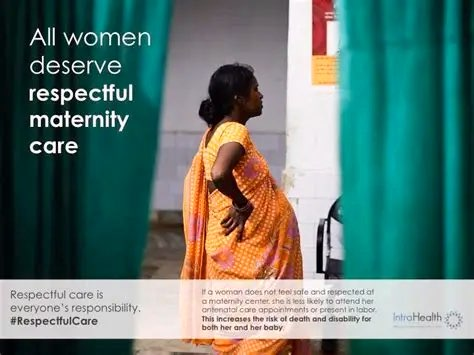 All women
deserve
respectful
maternity
care
Respectful care is
everyone's responsibility.
#RespectfulCare
If a woman does not feel safe and respected at
a maternity center, she is less likely to attend her
antenatal care appointments or present in labor.
This increases the risk of death and disability for
both her and her baby.
IntraHealth